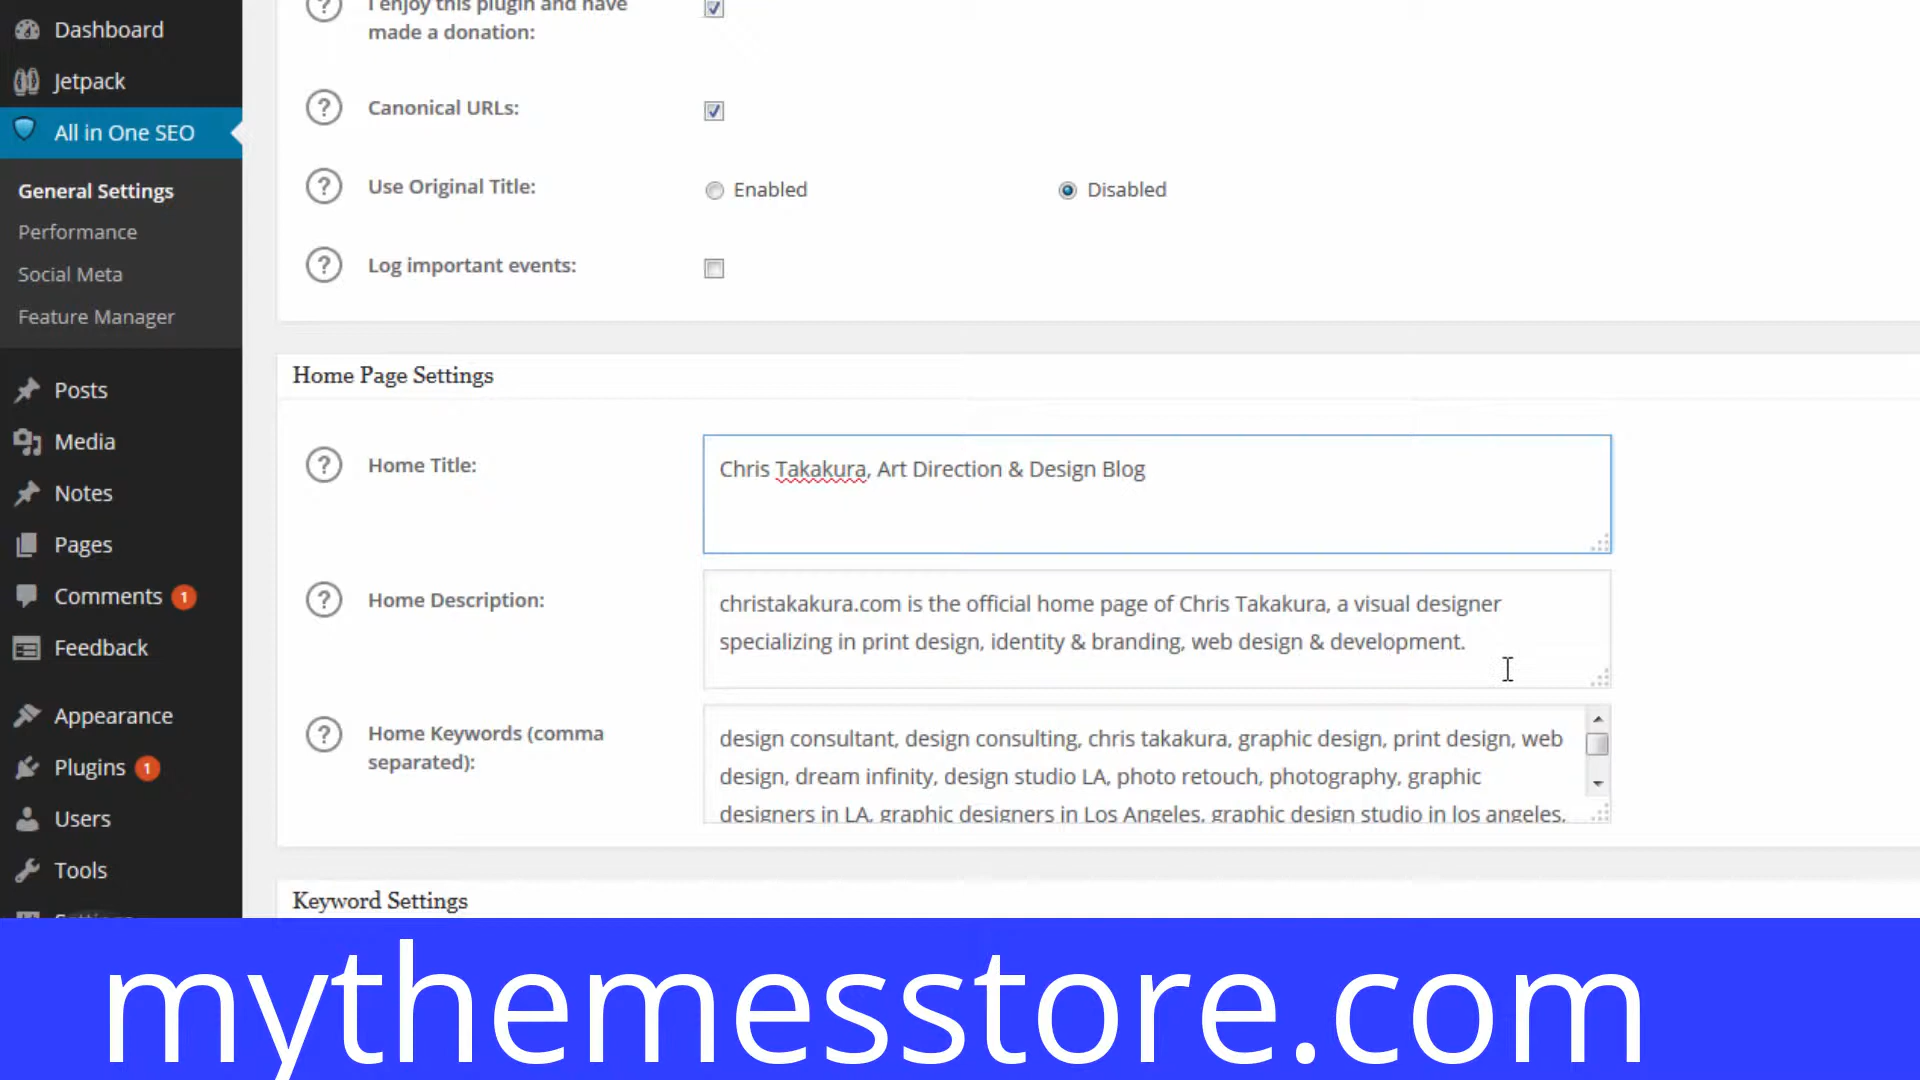 I enjoy this plugin and have
made a donation:
Dashboard
Jetpack
All in One SEO
General Settings
Performance
Social Meta
Feature Manager
Posts
Media
Notes
Pages
Comments 1
Feedback
Appearance
Plugins 1
Users
Tools
Canonical URLs:
Use Original Title:
Enabled
Disabled
Log important events:
Home Page Settings
Home Title:
Chris Takakura, Art Direction & Design Blog
Home Description:
christakakura.com is the official home page of Chris Takakura, a visual designer
specializing in print design, identity & branding, web design & development.
Home Keywords (comma
separated):
design consultant, design consulting, chris takakura, graphic design, print design, web
design, dream infinity, design studio LA, photo retouch, photography, graphic
designers in LA, graphic designers in Los Angeles, graphic design studio in los angeles,
Keyword Settings
mythemesstore.com